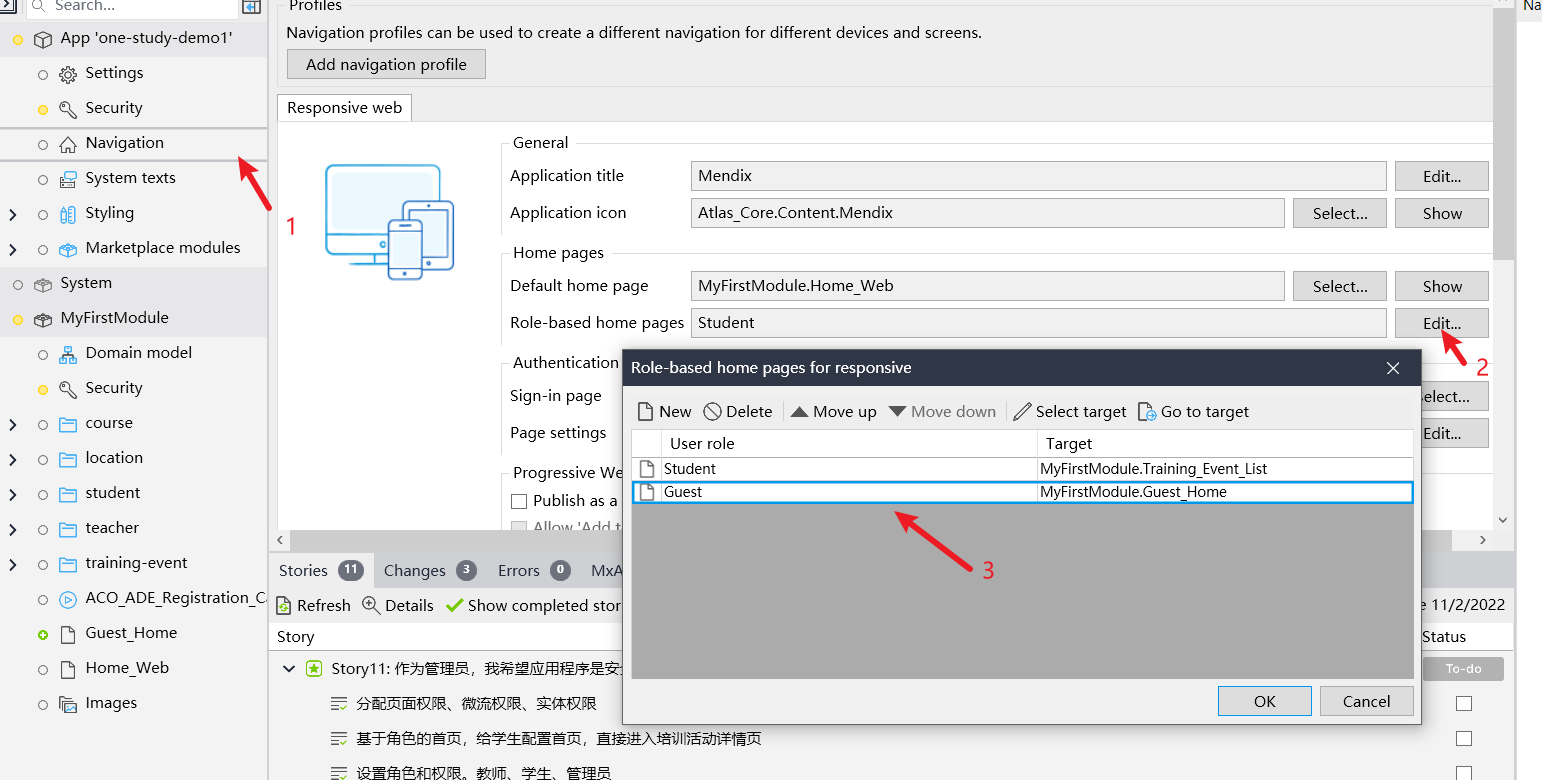 Search...
App 'one-study-demo1'
Settings
Security
Navigation
System texts
Styling
Marketplace modules
System
MyFirstModule
Domain model
Security
course
location
student
teacher
training-event
ACO_ADE_Registration_Ca
Guest_Home
Home_Web
Images
1
Profiles
Navigation profiles can be used to create a different navigation for different devices and screens.
Add navigation profile
Responsive web
General
Application title Mendix Edit...
Application icon Atlas_Core.Content.Mendix Select... Show
Home pages
Default home page MyFirstModule.Home_Web Select... Show
Role-based home pages Student Edit...
2
Authentication
Sign-in page elect...
Page settings Edit...
Progressive We
Publish as a
Allow 'Add t
Role-based home pages for responsive
New Delete Move up Move down Select target Go to target
User role Target
Student MyFirstModule.Training_Event_List
Guest MyFirstModule.Guest_Home
3
OK Cancel
Stories 11 Changes 3 Errors 0 MxA
Refresh Details Show completed stor e 11/2/2022
Story Status
Story11: 作为管理员，我希望应用程序是安全 To-do
分配页面权限、微流权限、实体权限
基于角色的首页，给学生配置首页，直接进入培训活动详情页
设置角色和权限。教师、学生、管理员
Na